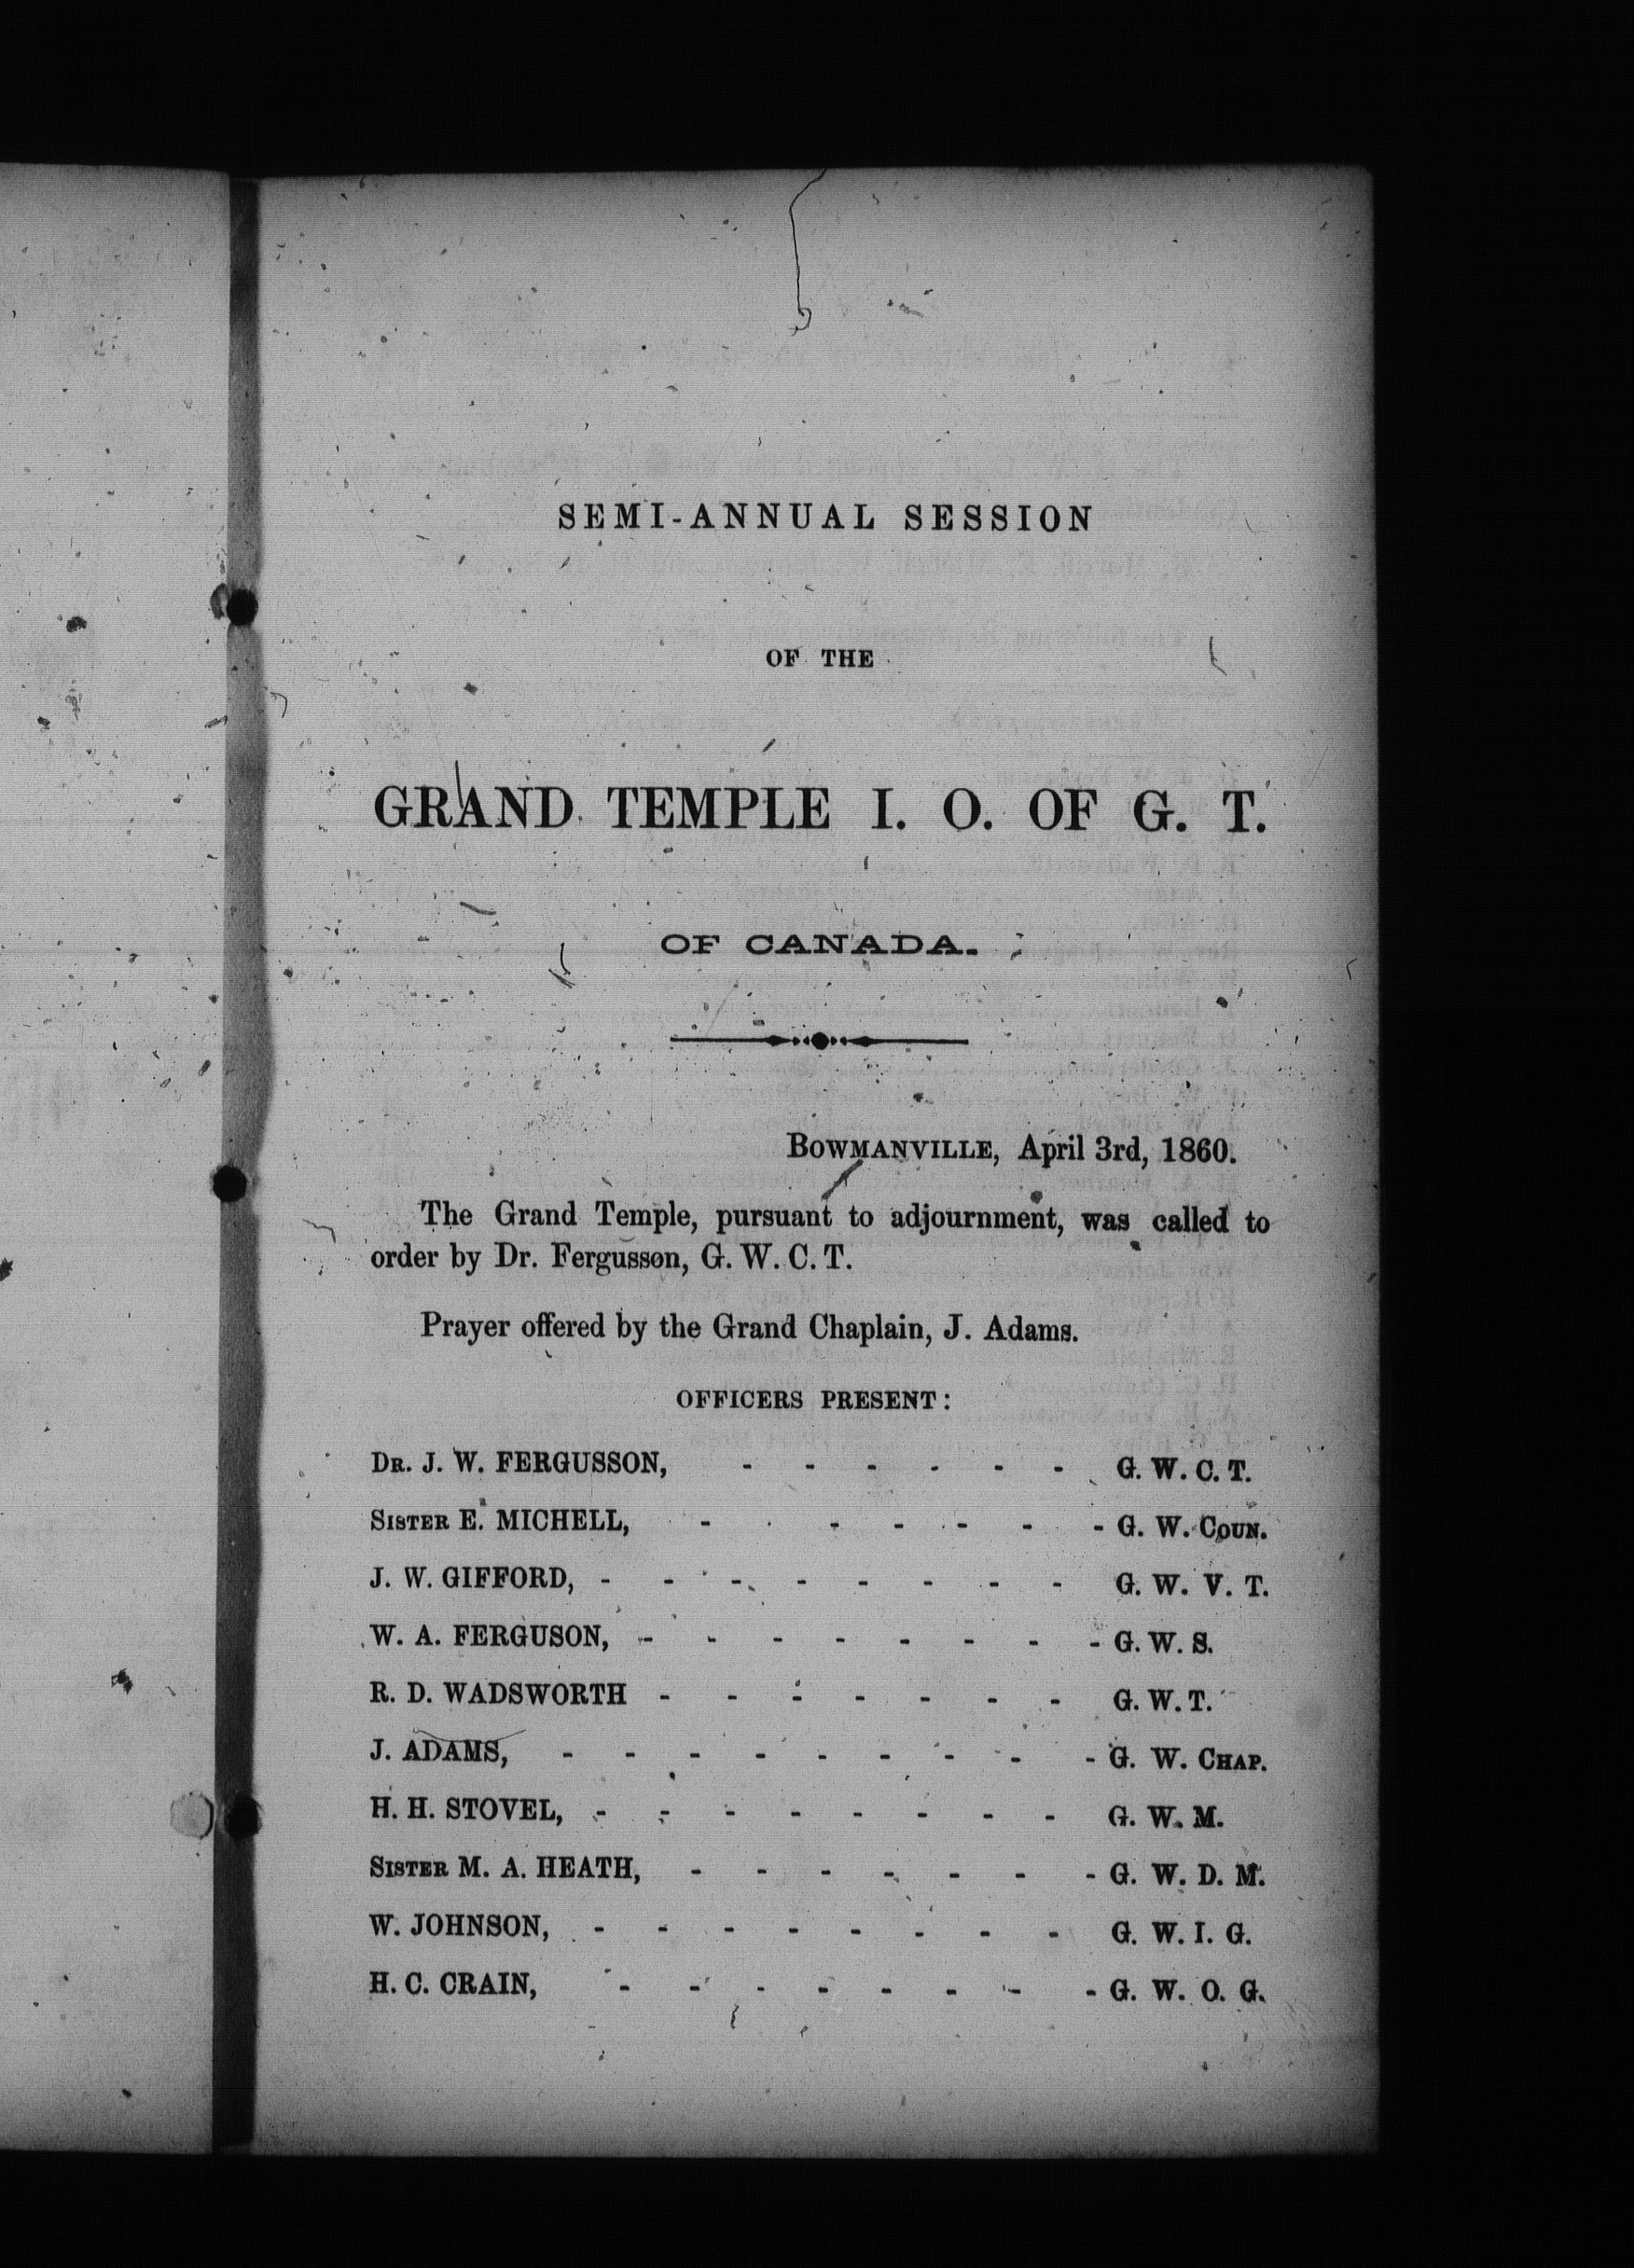 SEMI-ANNUAL SESSION
OF THE
GRAND TEMPLE I. O. OF G. T.
OF CANADA.
BOWMANVILLE, April 3rd, 1860.
The Grand Temple, pursuant to adjournment, was called to
order by Dr. Fergusson, G. W. C. T.
Prayer offered by the Grand Chaplain, J. Adams.
OFFICERS PRESENT:
DR. J. W. FERGUSSON, - - - - - - G. W. C. T.
SISTER E. MICHELL, - - - - - - G. W. COUN.
J. W. GIFFORD, - - - - - - - - G. W. V. T.
W. A. FERGUSON, - - - - - - - - G. W. S.
R. D. WADSWORTH - - - - - - - G. W. T.
J. ADAMS, - - - - - - - - - G. W. CHAP.
H. H. STOVEL, - - - - - - - - G. W. M.
SISTER M. A. HEATH, - - - - - - - G. W. D. M.
W. JOHNSON, - - - - - - - - G. W. I. G.
H. C. CRAIN, - - - - - - - - G. W. O. G.